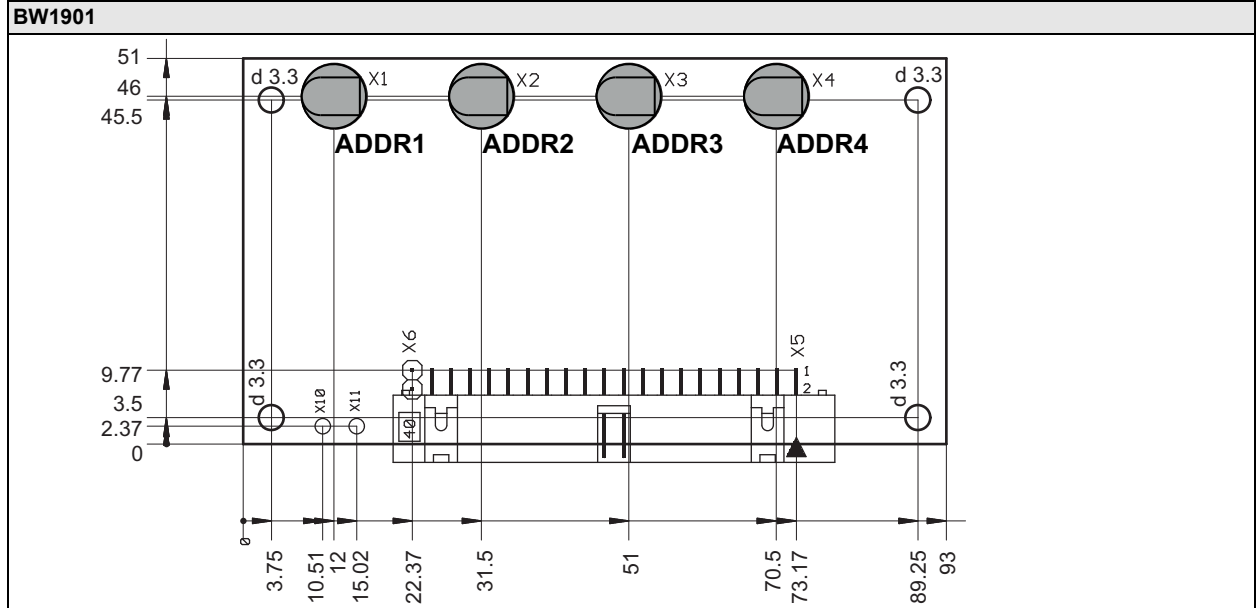 BW1901
51
46
45.5
9.77
3.5
2.37
0
d 3.3
X1
X2
X3
X4
d 3.3
ADDR1
ADDR2
ADDR3
ADDR4
X6
X5
1
2
d 3.3
X10
X11
40
d 3.3
0
3.75
10.51
12
15.02
22.37
31.5
51
70.5
73.17
89.25
93